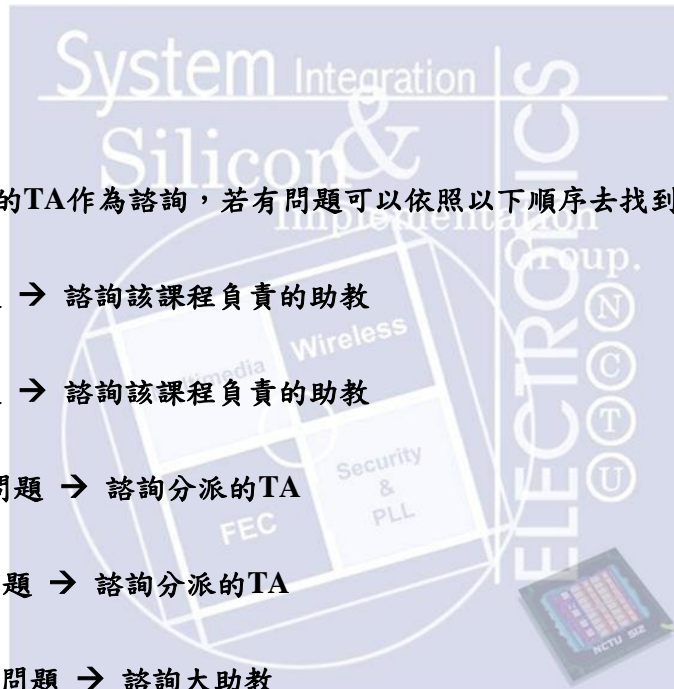 System Integration
&
Silicon
Implementation
Group.
ELECTRONICS
NCTU
的TA作為諮詢，若有問題可以依照以下順序去找到
→ 諮詢該課程負責的助教
Wireless
→ 諮詢該課程負責的助教
問題 → 諮詢分派的TA
Security
&
PLL
FEC
題 → 諮詢分派的TA
NCTU SI2
問題 → 諮詢大助教